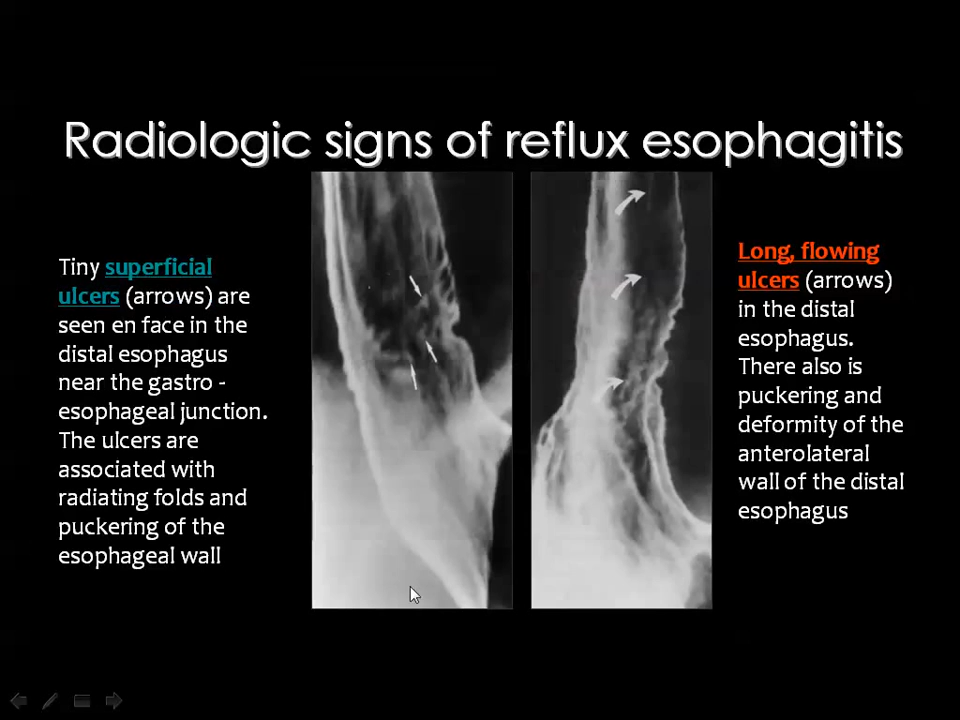 Radiologic signs of reflux esophagitis
Tiny superficial
ulcers (arrows) are
seen en face in the
distal esophagus
near the gastro -
esophageal junction.
The ulcers are
associated with
radiating folds and
puckering of the
esophageal wall
Long, flowing
ulcers (arrows)
in the distal
esophagus.
There also is
puckering and
deformity of the
anterolateral
wall of the distal
esophagus